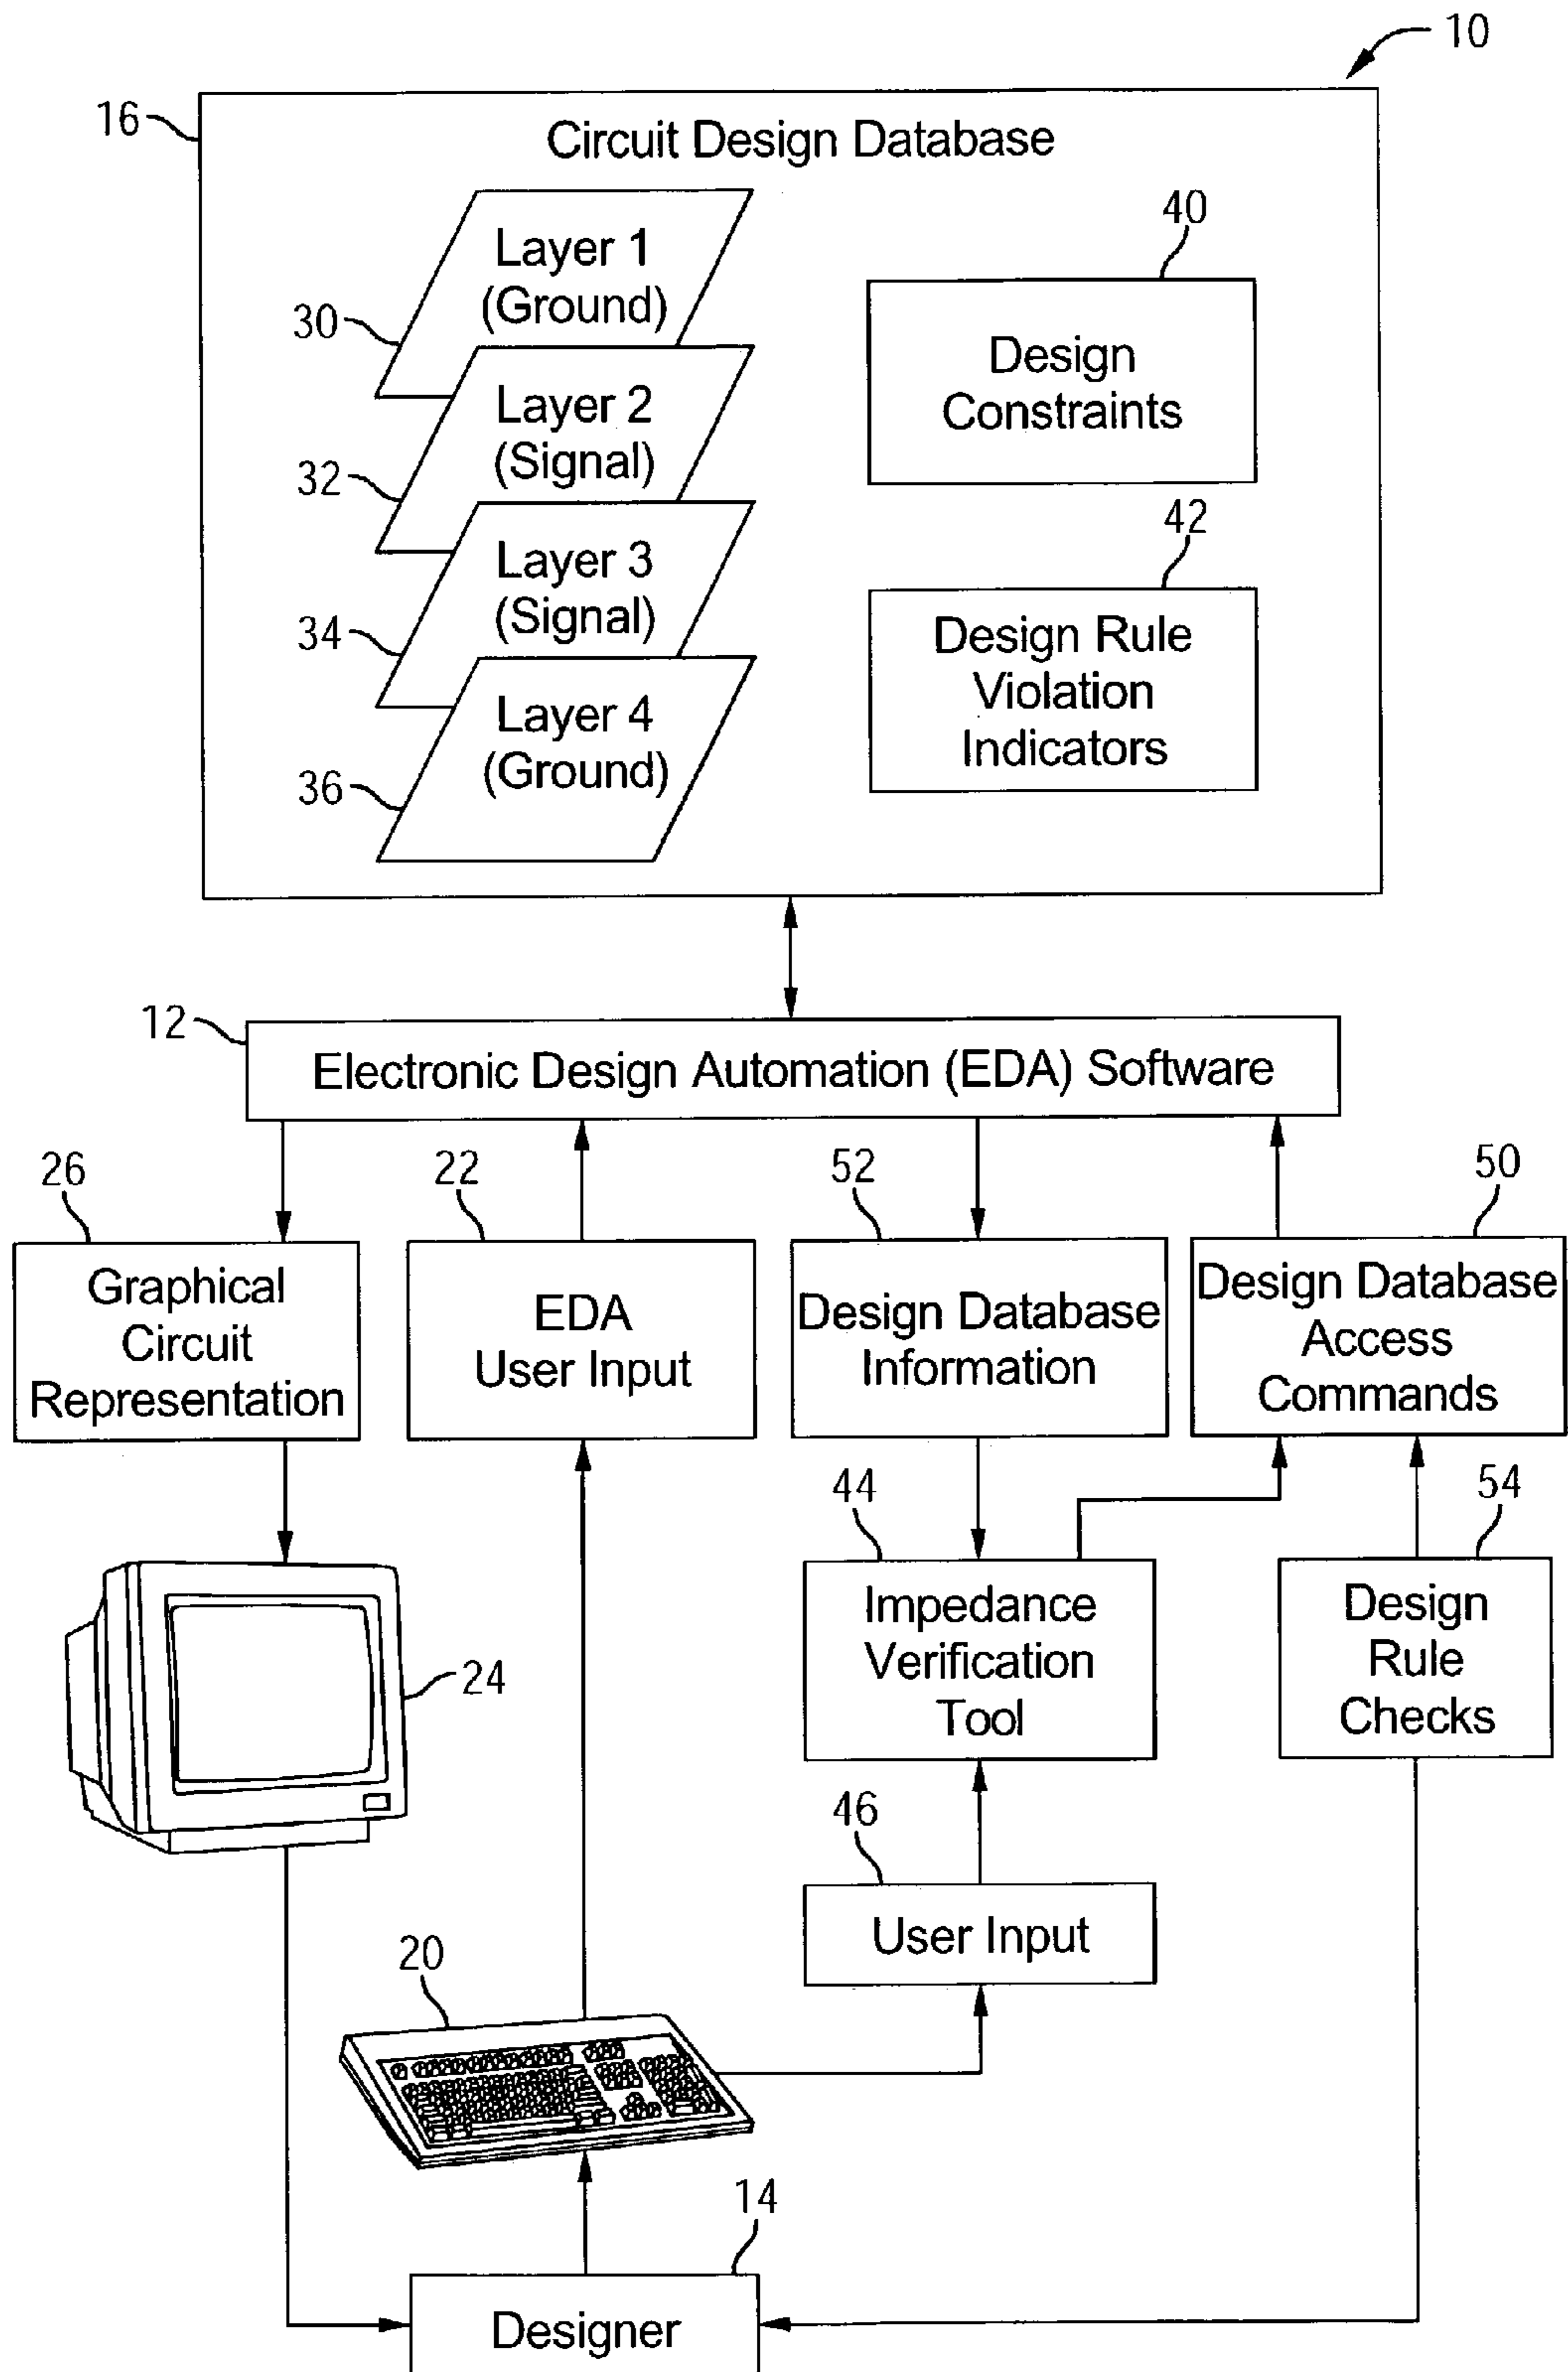 10
16
Circuit Design Database
Layer 1
(Ground)
30
Layer 2
(Signal)
32
Layer 3
(Signal)
34
Layer 4
(Ground)
36
40
Design
Constraints
42
Design Rule
Violation
Indicators
12
Electronic Design Automation (EDA) Software
26
Graphical
Circuit
Representation
22
EDA
User Input
52
Design Database
Information
50
Design Database
Access
Commands
24
44
Impedance
Verification
Tool
54
Design
Rule
Checks
46
User Input
20
14
Designer